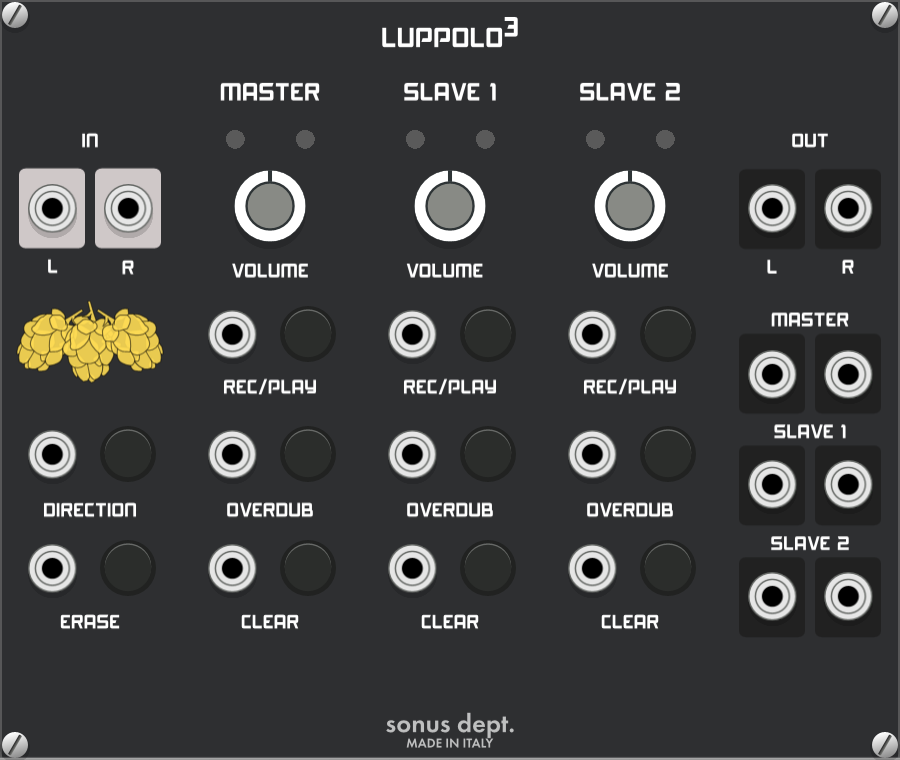 LUPPOLO³
MASTER SLAVE 1 SLAVE 2
IN OUT
L R L R
VOLUME VOLUME VOLUME
MASTER
REC/PLAY REC/PLAY REC/PLAY
SLAVE 1
DIRECTION OVERDUB OVERDUB OVERDUB
SLAVE 2
ERASE CLEAR CLEAR CLEAR
sonus dept.
MADE IN ITALY